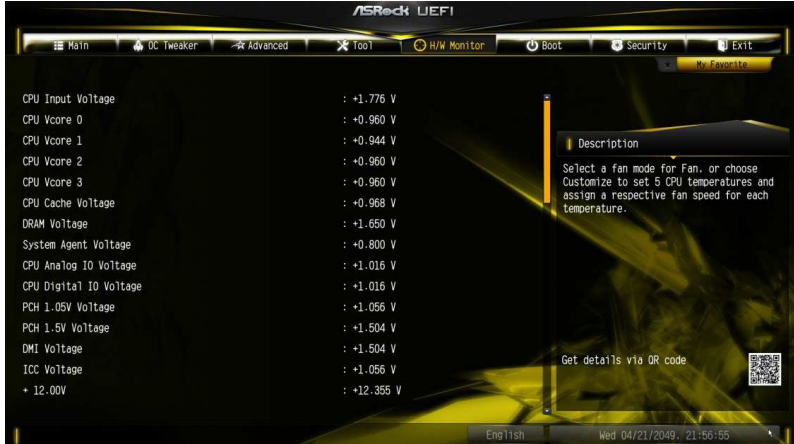 ASRock UEFI
Main OC Tweaker Advanced Tool H/W Monitor Boot Security Exit
My Favorite
CPU Input Voltage : +1.776 V
CPU Vcore 0 : +0.960 V
CPU Vcore 1 : +0.944 V
CPU Vcore 2 : +0.960 V
CPU Vcore 3 : +0.960 V
CPU Cache Voltage : +0.968 V
DRAM Voltage : +1.650 V
System Agent Voltage : +0.800 V
CPU Analog IO Voltage : +1.016 V
CPU Digital IO Voltage : +1.016 V
PCH 1.05V Voltage : +1.056 V
PCH 1.5V Voltage : +1.504 V
DMI Voltage : +1.504 V
ICC Voltage : +1.056 V
+ 12.00V : +12.355 V
Description
Select a fan mode for Fan. or choose
Customize to set 5 CPU temperatures and
assign a respective fan speed for each
temperature.
Get details via QR code
English Wed 04/21/2049. 21:56:55